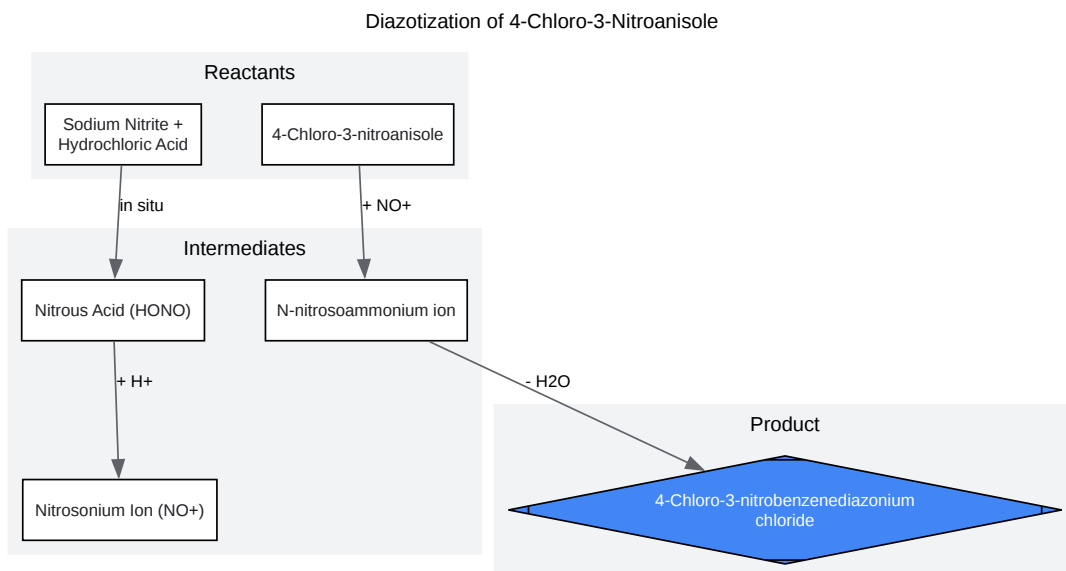 Diazotization of 4-Chloro-3-Nitroanisole
Reactants
Sodium Nitrite +
Hydrochloric Acid
4-Chloro-3-nitroanisole
in situ
+ NO+
Intermediates
Nitrous Acid (HONO)
N-nitrosoammonium ion
+ H+
- H2O
Product
Nitrosonium Ion (NO+)
4-Chloro-3-nitrobenzenediazonium
chloride